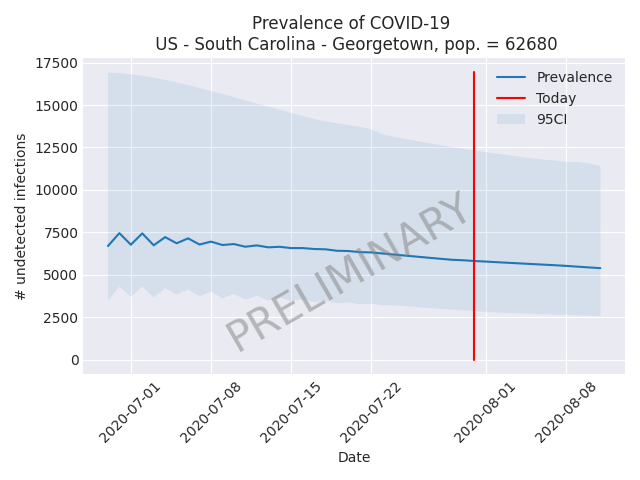 Prevalence of COVID-19
US - South Carolina - Georgetown, pop. = 62680
17500
15000
12500
10000
7500
5000
2500
0
# undetected infections
Prevalence
Today
95CI
PRELIMINARY
2020-07-01
2020-07-08
2020-07-15
2020-07-22
2020-08-01
2020-08-08
Date